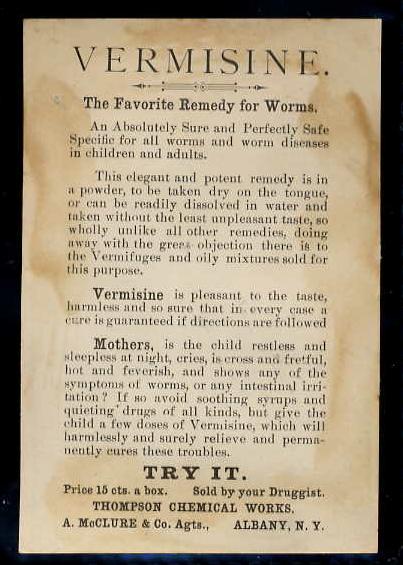 VERMISINE.
The Favorite Remedy for Worms.
An Absolutely Sure and Perfectly Safe
Specific for all worms and worm diseases
in children and adults.
This elegant and potent remedy is in
a powder, to be taken dry on the tongue,
or can be readily dissolved in water and
taken without the least unpleasant taste, so
wholly unlike all other remedies, doing
away with the great objection there is to
the Vermifuges and oily mixtures sold for
this purpose.
Vermisine is pleasant to the taste,
harmless and so sure that in every case a
cure is guaranteed if directions are followed
Mothers, is the child restless and
sleepless at night, cries, is cross and fretful,
hot and feverish, and shows any of the
symptoms of worms, or any intestinal irri-
tation? If so avoid soothing syrups and
quieting drugs of all kinds, but give the
child a few doses of Vermisine, which will
harmlessly and surely relieve and perma-
nently cures these troubles.
TRY IT.
Price 15 cts. a box. Sold by your Druggist.
THOMPSON CHEMICAL WORKS.
A. McCLURE & Co. Agts., ALBANY, N. Y.